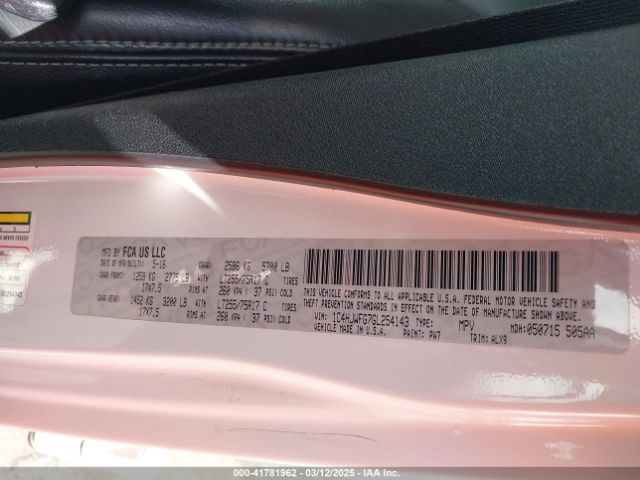 MFD BY FCA US LLC
DATE OF MFR/BUILT: 5-16 GVWR: 2586 KG 5700 LB
GAWR FRONT: 1259 KG 2775 LB WITH LT255/75R17 C TIRES
17X7.5 RIMS AT 260 KPA ( 37 PSI) COLD
GAWR REAR: 1452 KG 3200 LB WITH LT255/75R17 C TIRES
17X7.5 RIMS AT 260 KPA ( 37 PSI) COLD
THIS VEHICLE CONFORMS TO ALL APPLICABLE U.S.A. FEDERAL MOTOR VEHICLE SAFETY AND
THEFT PREVENTION STANDARDS IN EFFECT ON THE DATE OF MANUFACTURE SHOWN ABOVE.
VIN: 1C4HJWFG7GL254143 TYPE: MPV MDH: 050715 505AA
VEHICLE MADE IN U.S.A. PAINT: PW7 TRIM: ALX9
000-41781962 - 03/12/2025 - IAA Inc.